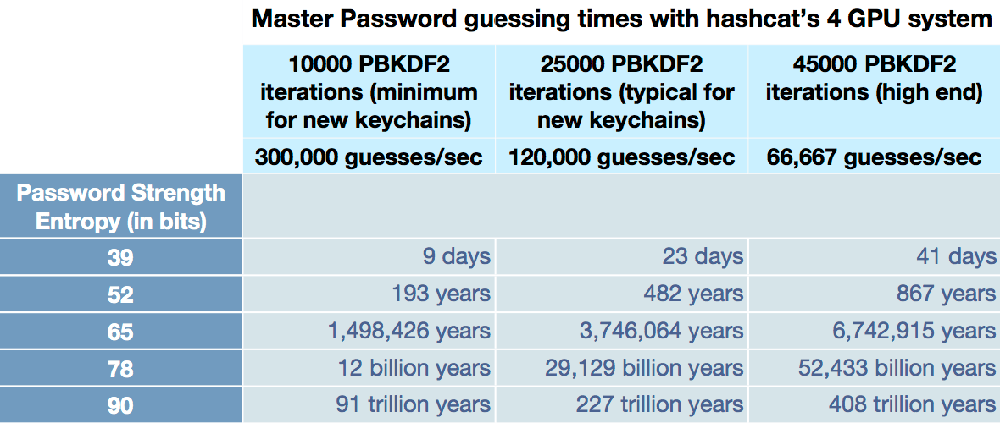 Master Password guessing times with hashcat’s 4 GPU system
10000 PBKDF2 iterations (minimum for new keychains)
25000 PBKDF2 iterations (typical for new keychains)
45000 PBKDF2 iterations (high end)
300,000 guesses/sec
120,000 guesses/sec
66,667 guesses/sec
Password Strength
Entropy (in bits)
39 9 days 23 days 41 days
52 193 years 482 years 867 years
65 1,498,426 years 3,746,064 years 6,742,915 years
78 12 billion years 29,129 billion years 52,433 billion years
90 91 trillion years 227 trillion years 408 trillion years